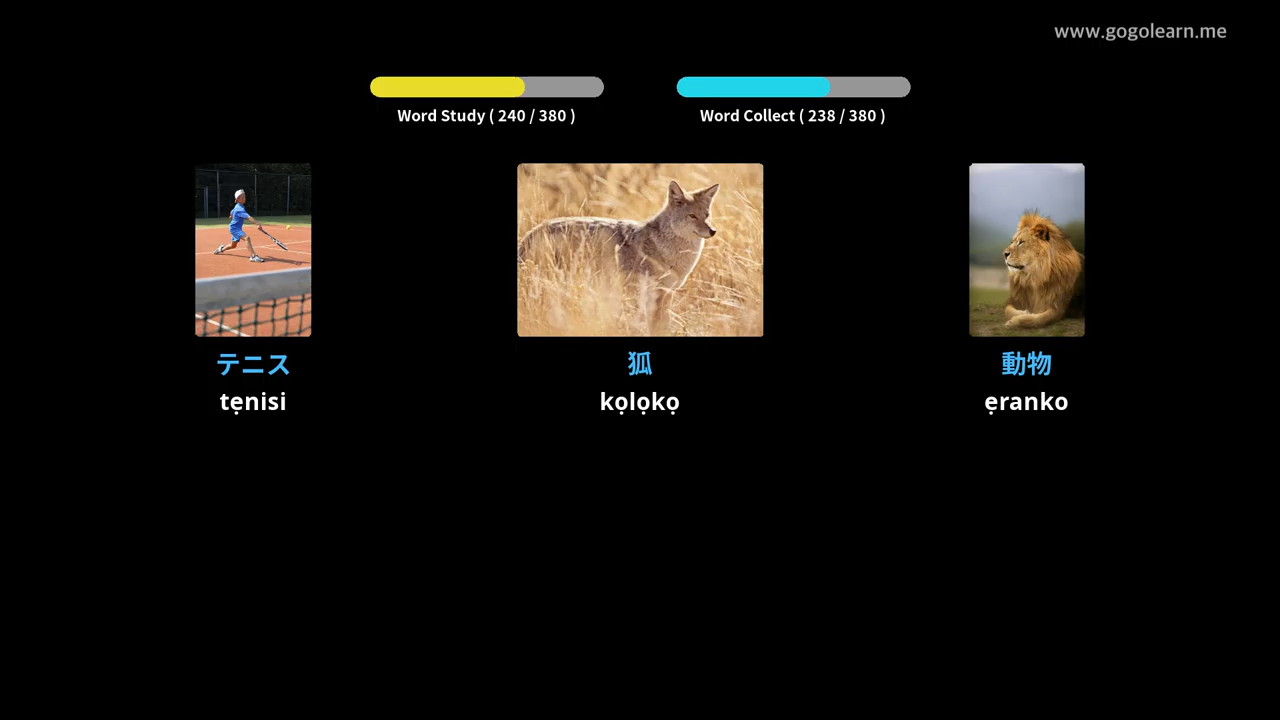 www.gogolearn.me
Word Study ( 240 / 380 )
Word Collect ( 238 / 380 )
テニス
tẹnisi
狐
kọlọkọ
動物
ẹranko